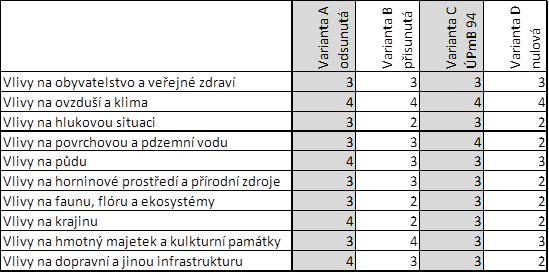 Varianta A odsunutá Varianta B přisunutá Varianta C ÚPmB 94 Varianta D nulová
Vlivy na obyvatelstvo a veřejné zdraví 3 3 3 3
Vlivy na ovzduší a klima 4 4 4 4
Vlivy na hlukovou situaci 3 2 3 2
Vlivy na povrchovou a pdzemní vodu 3 3 4 2
Vlivy na půdu 4 3 3 3
Vlivy na horninové prostředí a přírodní zdroje 3 3 3 2
Vlivy na faunu, flóru a ekosystémy 3 2 3 2
Vlivy na krajinu 4 2 3 2
Vlivy na hmotný majetek a kulkturní památky 3 4 3 3
Vlivy na dopravní a jinou infrastrukturu 4 3 3 2